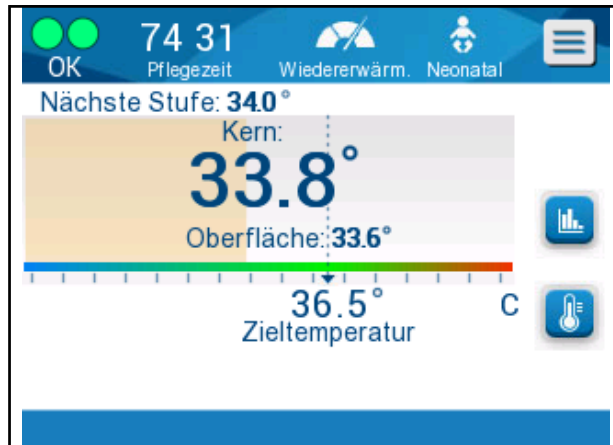 74 31
OK
Pflegezeit
Wiedererwärm.
Neonatal
Nächste Stufe: 34.0°
Kern:
33.8°
Oberfläche: 33.6°
36.5° C
Zieltemperatur